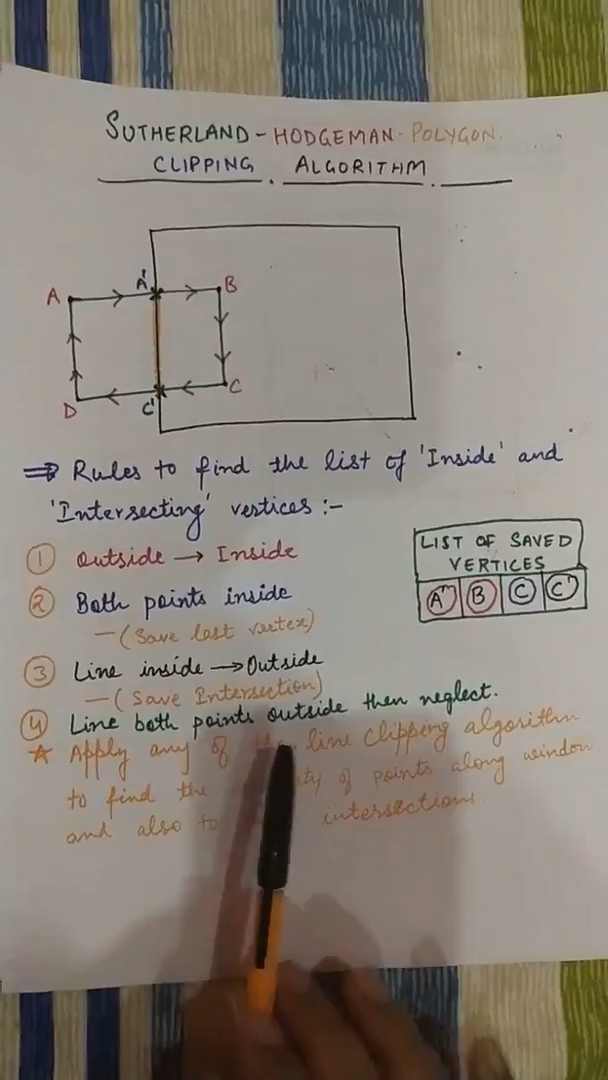 SUTHERLAND-HODGEMAN-POLYGON
CLIPPING ALGORITHM.
A A' B
D C' C
⇒ Rules to find the list of 'Inside' and
'Intersecting' vertices :-
① Outside → Inside
② Both points inside
-(Save last vertex)
③ Line inside → Outside
-(Save Intersection)
④ Line both points outside then neglect.
LIST OF SAVED
VERTICES
A' B C C'
★ Apply any of line clipping algorithm
to find the of points along window
and also to intersections.